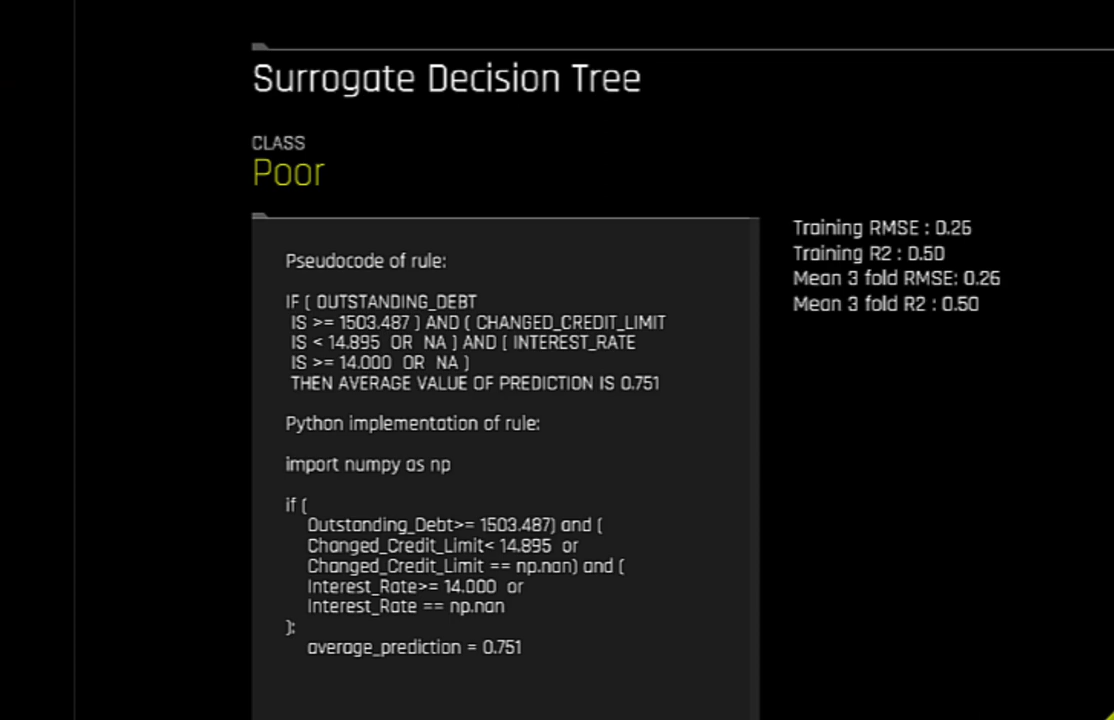 Surrogate Decision Tree
CLASS
Poor
Pseudocode of rule:
IF ( OUTSTANDING_DEBT
IS >= 1503.487 ) AND ( CHANGED_CREDIT_LIMIT
IS < 14.895 OR NA ) AND ( INTEREST_RATE
IS >= 14.000 OR NA )
THEN AVERAGE VALUE OF PREDICTION IS 0.751
Python implementation of rule:
import numpy as np
if (
Outstanding_Debt>= 1503.487) and (
Changed_Credit_Limit< 14.895 or
Changed_Credit_Limit == np.nan) and (
Interest_Rate>= 14.000 or
Interest_Rate == np.nan
):
average_prediction = 0.751
Training RMSE : 0.26
Training R2 : 0.50
Mean 3 fold RMSE: 0.26
Mean 3 fold R2 : 0.50